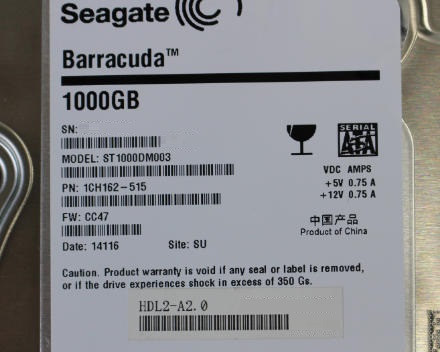 Seagate
Barracuda™
1000GB
SN:
SERIAL
ATA
MODEL: ST1000DM003
VDC AMPS
PN: 1CH162-515
+5V 0.75 A
+12V 0.75 A
FW: CC47
中国产品
Product of China
Date: 14116 Site: SU
Caution. Product warranty is void if any seal or label is removed,
or if the drive experiences shock in excess of 350 Gs.
HDL2-A2.0